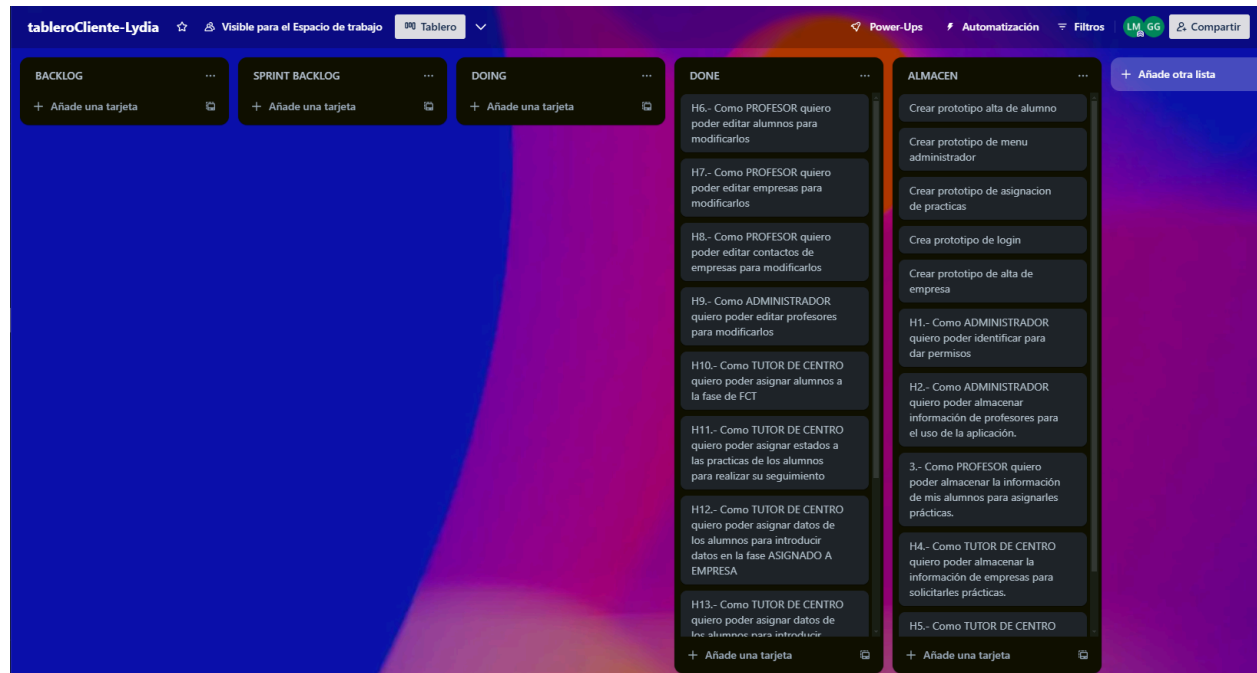 tableroCliente-Lydia
Visible para el Espacio de trabajo
Tablero
Power-Ups
Automatización
Filtros
LM
GG
Compartir
BACKLOG
Añade una tarjeta
SPRINT BACKLOG
Añade una tarjeta
DOING
Añade una tarjeta
DONE
H6.- Como PROFESOR quiero
poder editar alumnos para
modificarlos
H7.- Como PROFESOR quiero
poder editar empresas para
modificarlos
H8.- Como PROFESOR quiero
poder editar contactos de
empresas para modificarlos
H9.- Como ADMINISTRADOR
quiero poder editar profesores
para modificarlos
H10.- Como TUTOR DE CENTRO
quiero poder asignar alumnos a
la fase de FCT
H11.- Como TUTOR DE CENTRO
quiero poder asignar estados a
las practicas de los alumnos
para realizar su seguimiento
H12.- Como TUTOR DE CENTRO
quiero poder asignar datos de
los alumnos para introducir
datos en la fase ASIGNADO A
EMPRESA
H13.- Como TUTOR DE CENTRO
quiero poder asignar datos de
los alumnos para introducir
Añade una tarjeta
ALMACEN
Crear prototipo alta de alumno
Crear prototipo de menu
administrador
Crear prototipo de asignacion
de practicas
Crea prototipo de login
Crear prototipo de alta de
empresa
H1.- Como ADMINISTRADOR
quiero poder identificar para
dar permisos
H2.- Como ADMINISTRADOR
quiero poder almacenar
información de profesores para
el uso de la aplicación.
3.- Como PROFESOR quiero
poder almacenar la información
de mis alumnos para asignarles
prácticas.
H4.- Como TUTOR DE CENTRO
quiero poder almacenar la
información de empresas para
solicitarles prácticas.
H5.- Como TUTOR DE CENTRO
Añade una tarjeta
Añade otra lista